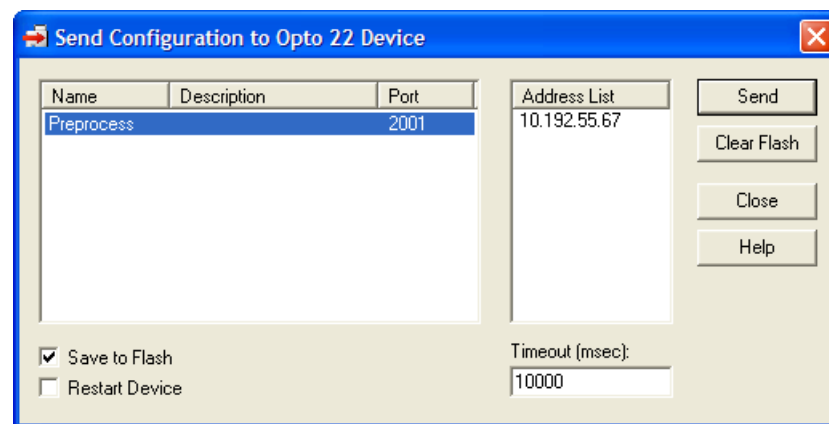 Send Configuration to Opto 22 Device
Name Description Port
Preprocess 2001
Address List
10.192.55.67
Send
Clear Flash
Close
Help
Save to Flash
Restart Device
Timeout (msec):
10000